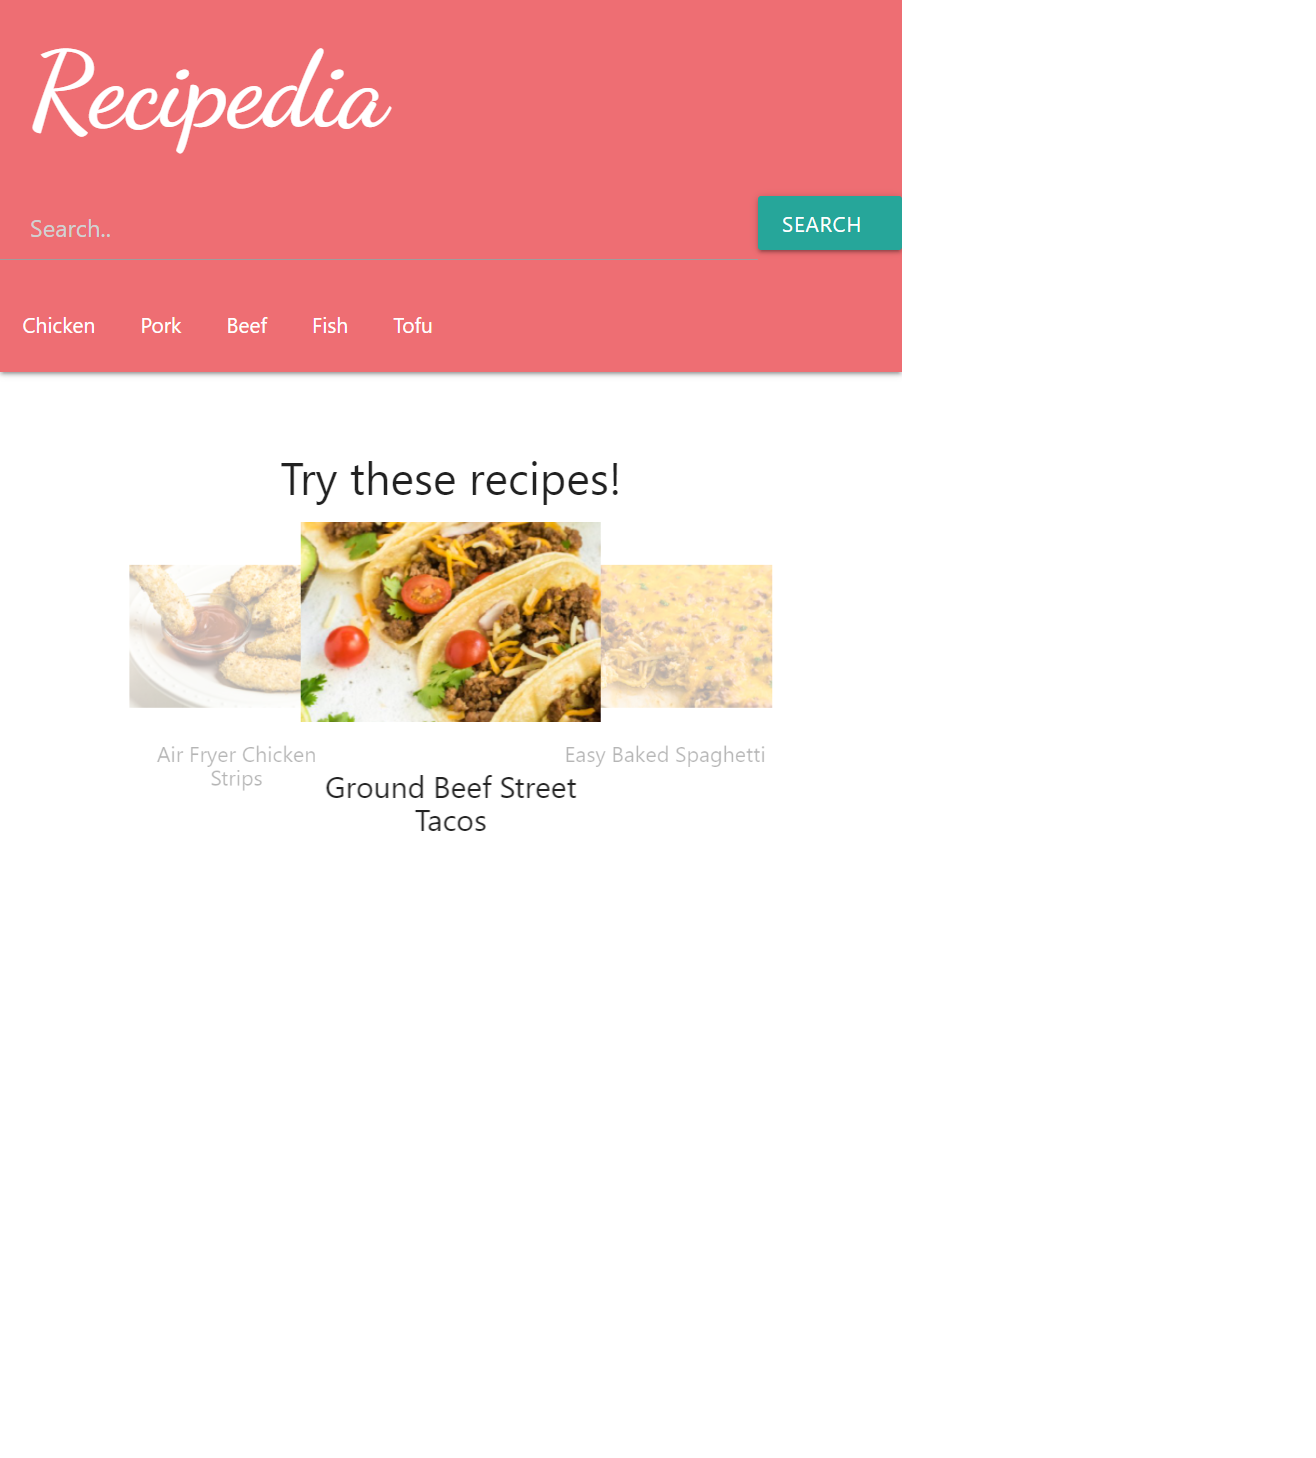 Recipedia
Search..
SEARCH
Chicken Pork Beef Fish Tofu
Try these recipes!
Air Fryer Chicken
Strips
Ground Beef Street
Tacos
Easy Baked Spaghetti